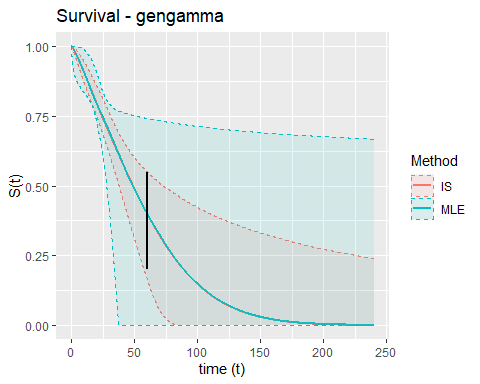 Survival - gengamma
S(t)
1.00
0.75
0.50
0.25
0.00
0 50 100 150 200 250
time (t)
Method
IS
MLE